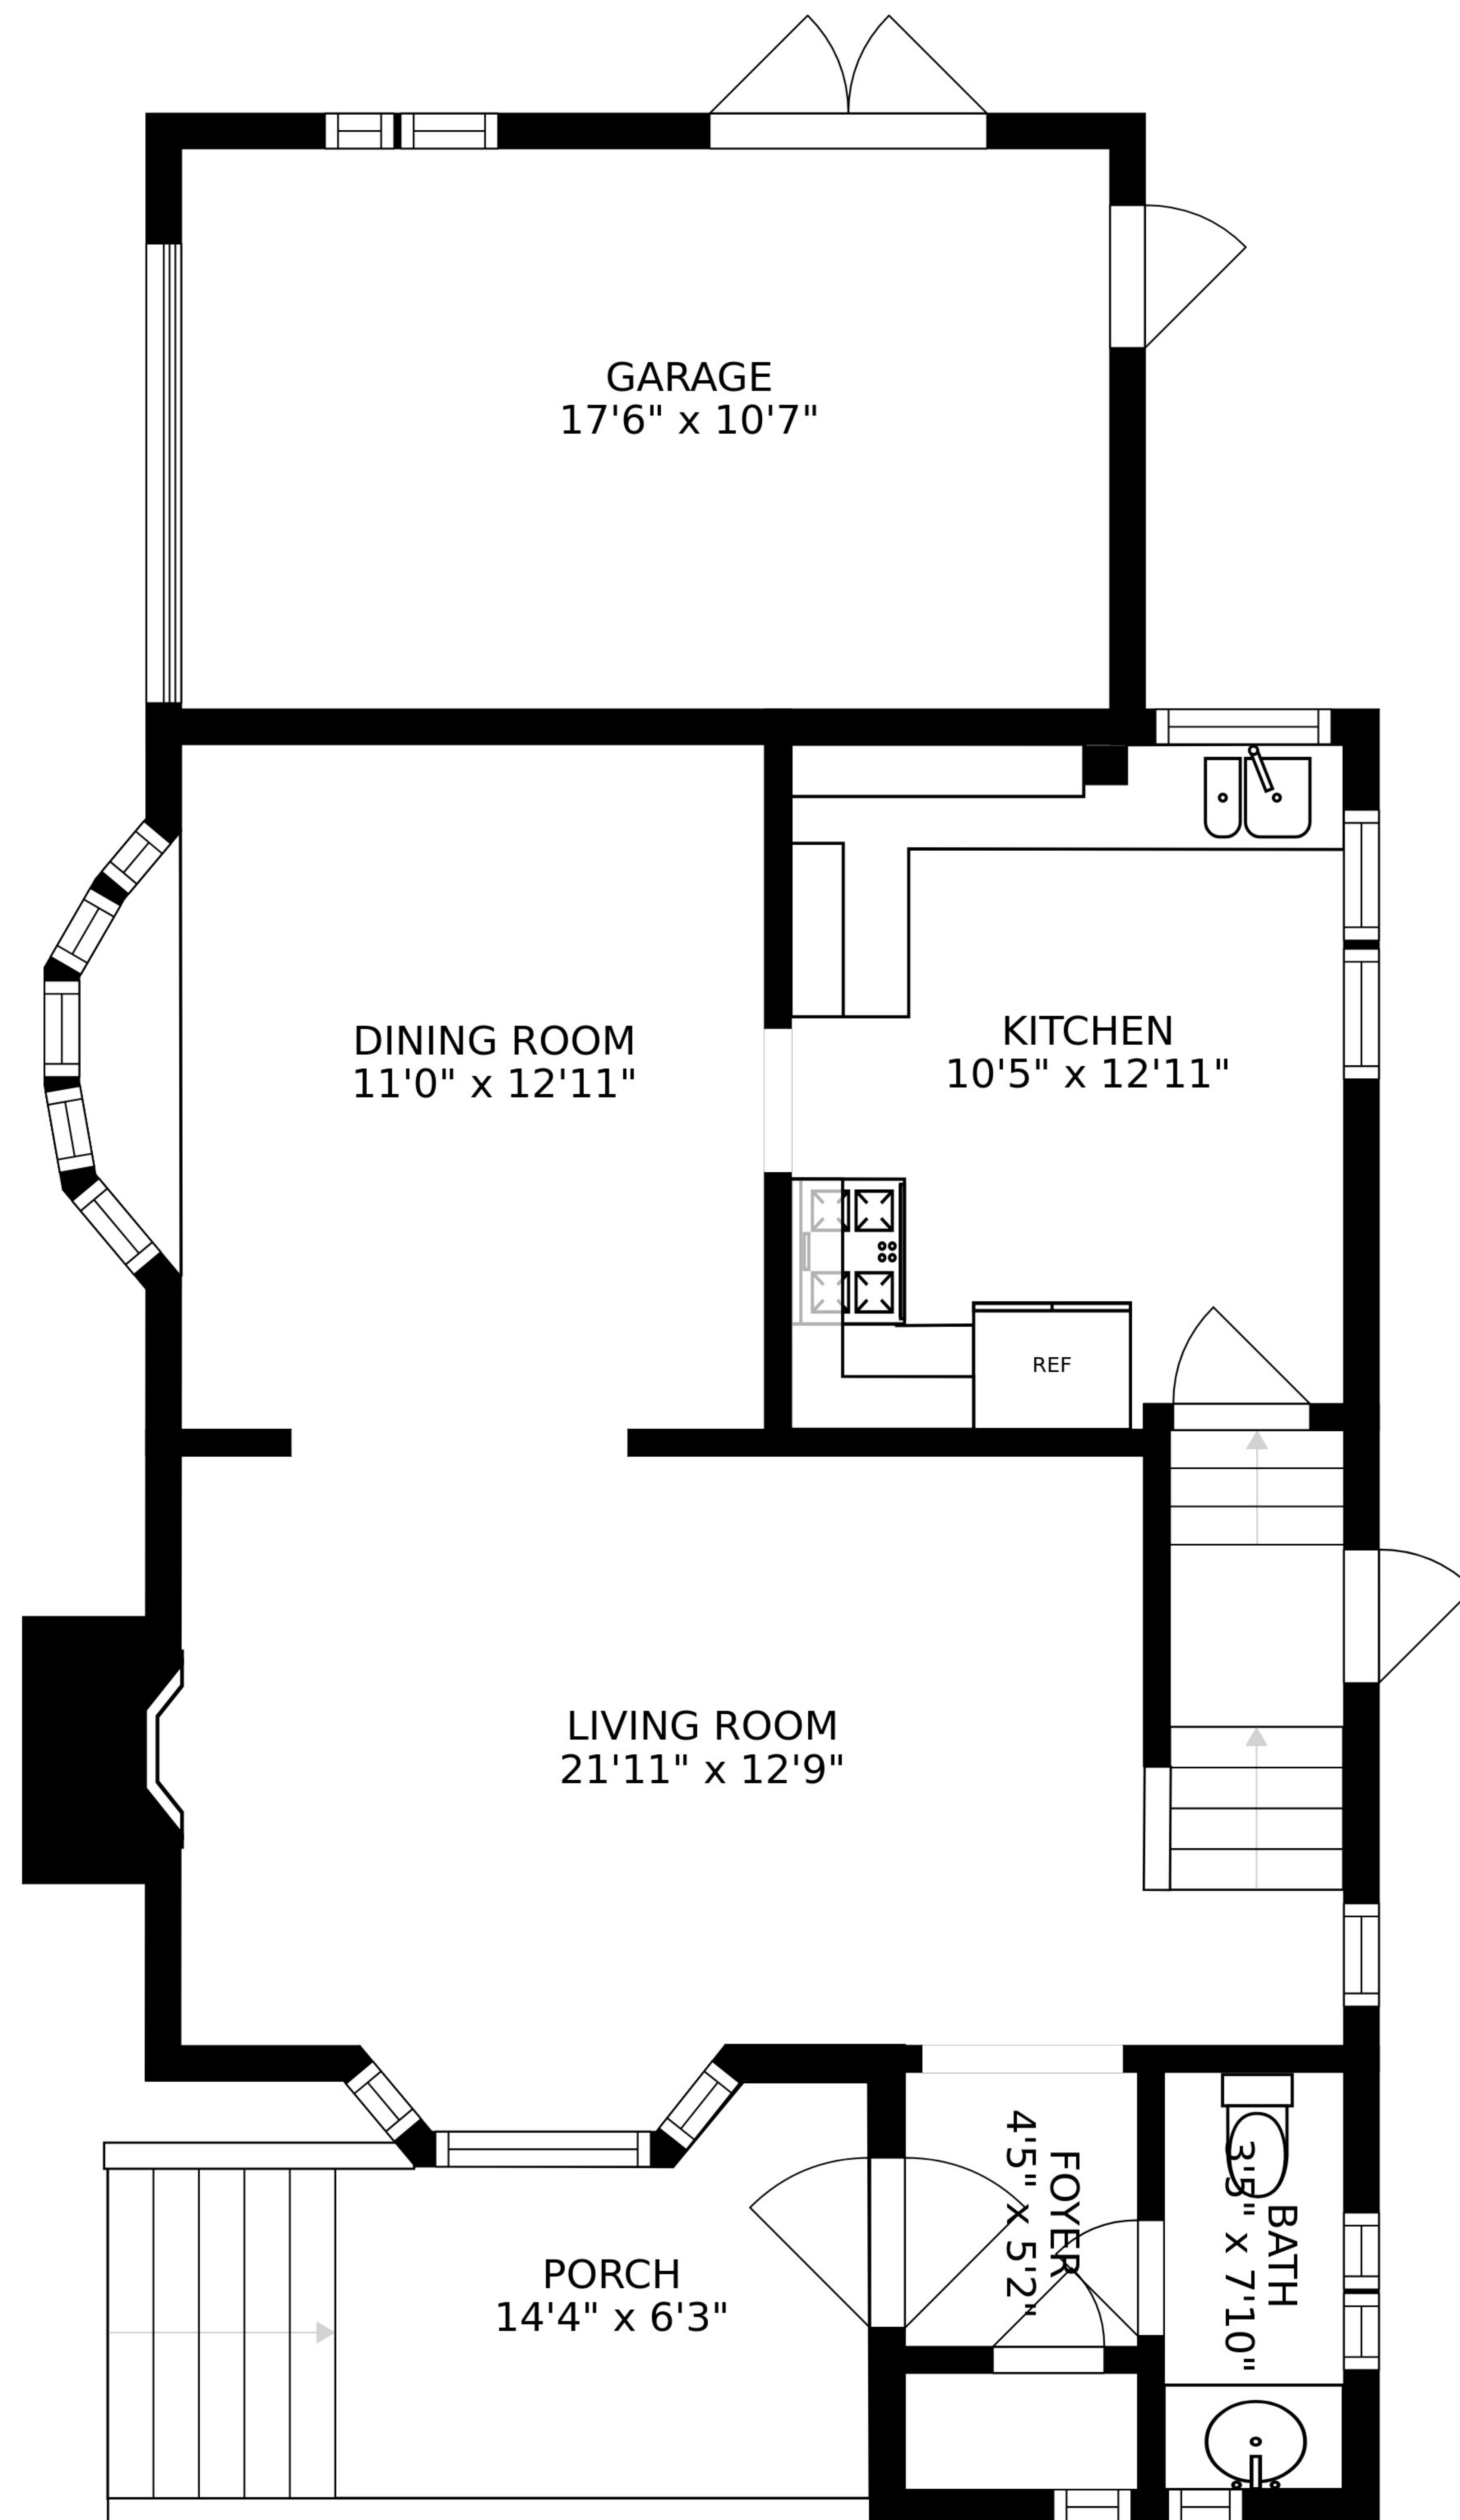 GARAGE
17'6" x 10'7"
DINING ROOM
11'0" x 12'11"
KITCHEN
10'5" x 12'11"
REF
LIVING ROOM
21'11" x 12'9"
FOYER
4'5" x 5'2"
BATH
3'5" x 7'10"
PORCH
14'4" x 6'3"